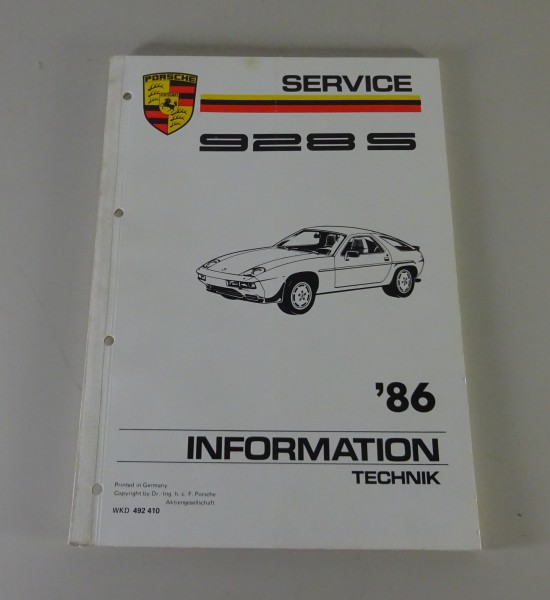 PORSCHE
SERVICE
928 S
'86
INFORMATION
TECHNIK
Printed in Germany
Copyright by Dr.-Ing. h. c. F. Porsche
Aktiengesellschaft
WKD 492 410